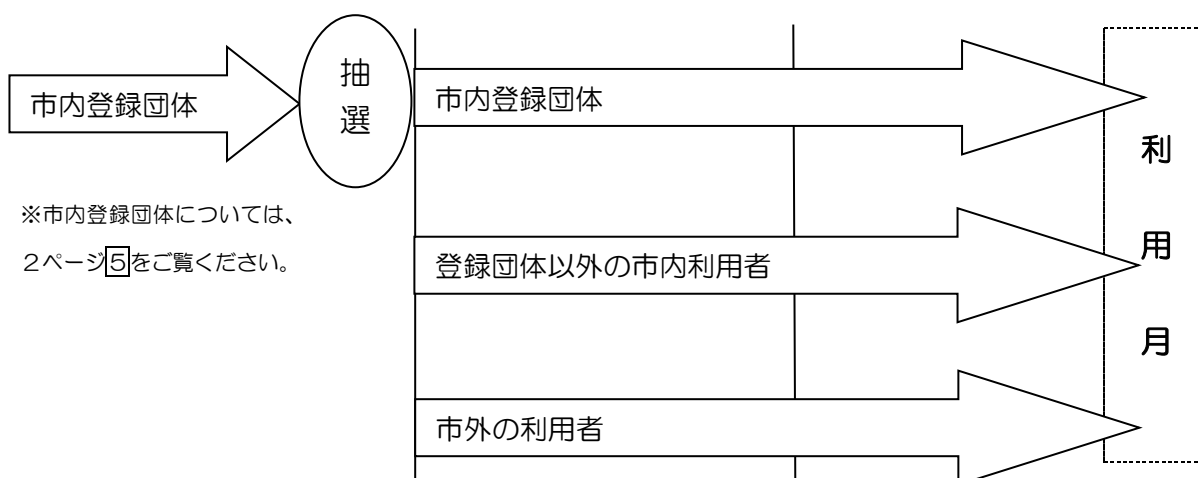 市内登録団体
抽
選
市内登録団体
※市内登録団体については、
2ページ5をご覧ください。
登録団体以外の市内利用者
市外の利用者
利
用
月